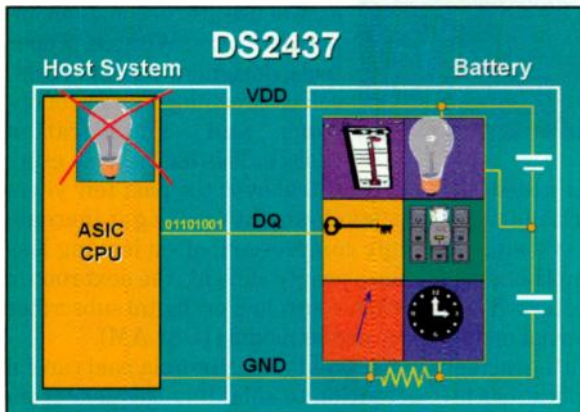 DS2437
Host System
Battery
VDD
ASIC
CPU
01101001
DQ
GND